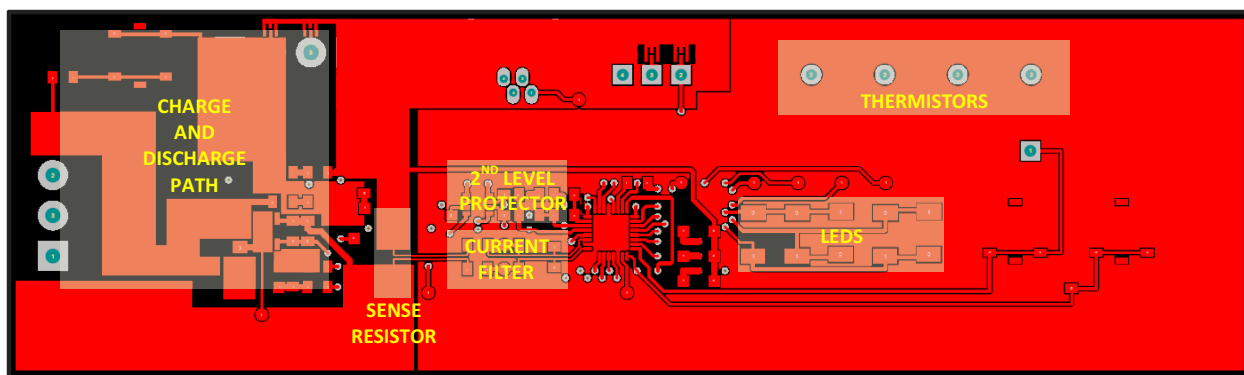 CHARGE
AND
DISCHARGE
PATH
2ND LEVEL
PROTECTOR
CURRENT
FILTER
SENSE
RESISTOR
THERMISTORS
LEDS